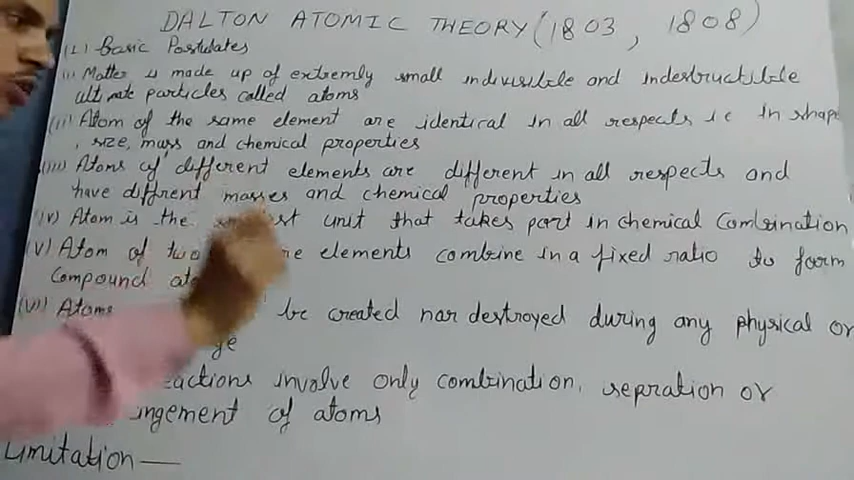 DALTON ATOMIC THEORY (1803, 1808)
(1) Basic Postulates
(i) Matter is made up of extremly small indivisible and indestructible
ultimate particles called atoms
(ii) Atom of the same element are identical in all respects i.e in shape
, size, mass and chemical properties
(iii) Atoms of different elements are different in all respects and
have diffrent masses and chemical properties
(iv) Atom is the unit that takes part in chemical Combination
(v) Atom of two elements combine in a fixed ratio to form
Compound
(vi) Atoms be created nor destroyed during any physical or
involve only combination, sepration or
of atoms
Limitation —